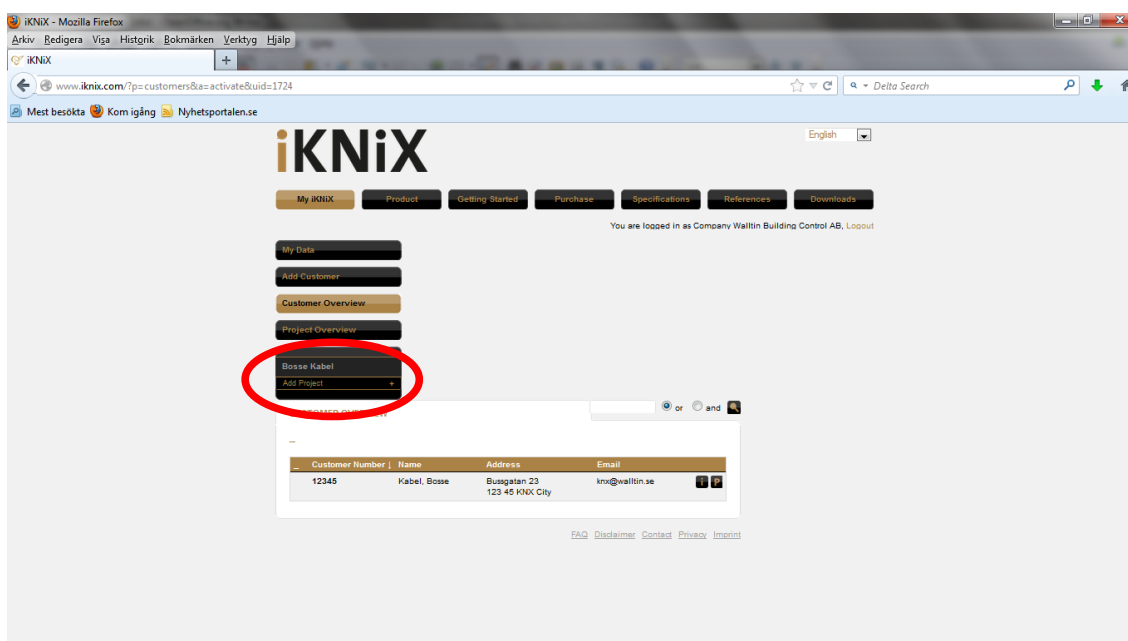 iKNiX - Mozilla Firefox
Arkiv Redigera Visa Historik Bokmärken Verktyg Hjälp
iKNiX +
www.iknix.com/?p=customers&a=activate&uid=1724 Delta Search
Mest besökta Kom igång Nyhetsportalen.se
iKNiX
English
My iKNiX Product Getting Started Purchase Specifications References Downloads
You are logged in as Company Walltin Building Control AB, Logout
My Data
Add Customer
Customer Overview
Project Overview
Bosse Kabel
Add Project +
CUSTOMER OVERVIEW
or and
_ Customer Number ↓ Name Address Email
12345 Kabel, Bosse Bussgatan 23 knx@walltin.se i P
123 45 KNX City
FAQ Disclaimer Contact Privacy Imprint